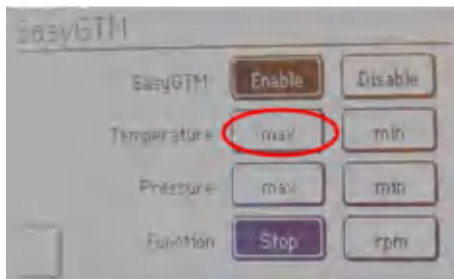 EasyGTM
EasyGTM Enable Disable
Temperature max min
Pressure max min
Function Stop rpm